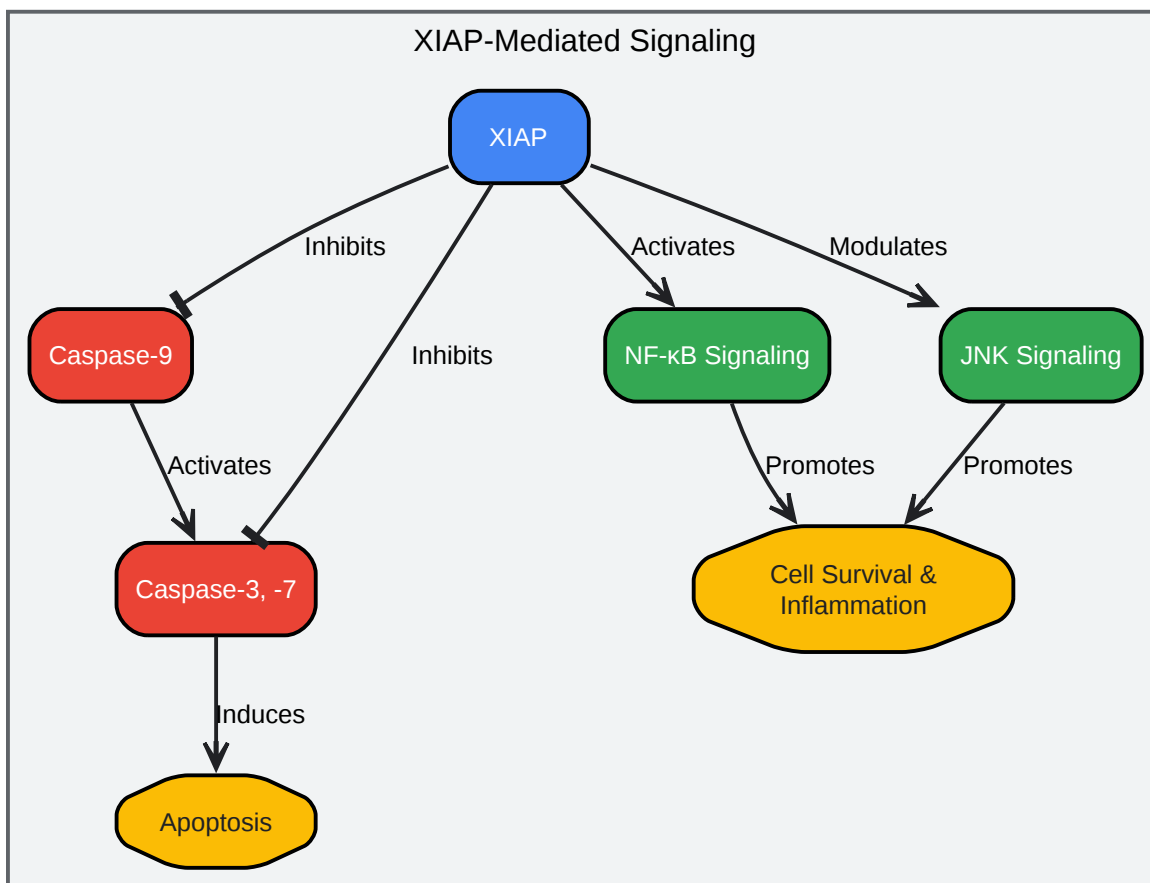 XIAP-Mediated Signaling
XIAP
Inhibits
Activates
Modulates
Caspase-9
Inhibits
NF-κB Signaling
JNK Signaling
Activates
Promotes
Promotes
Caspase-3, -7
Cell Survival &
Inflammation
Induces
Apoptosis